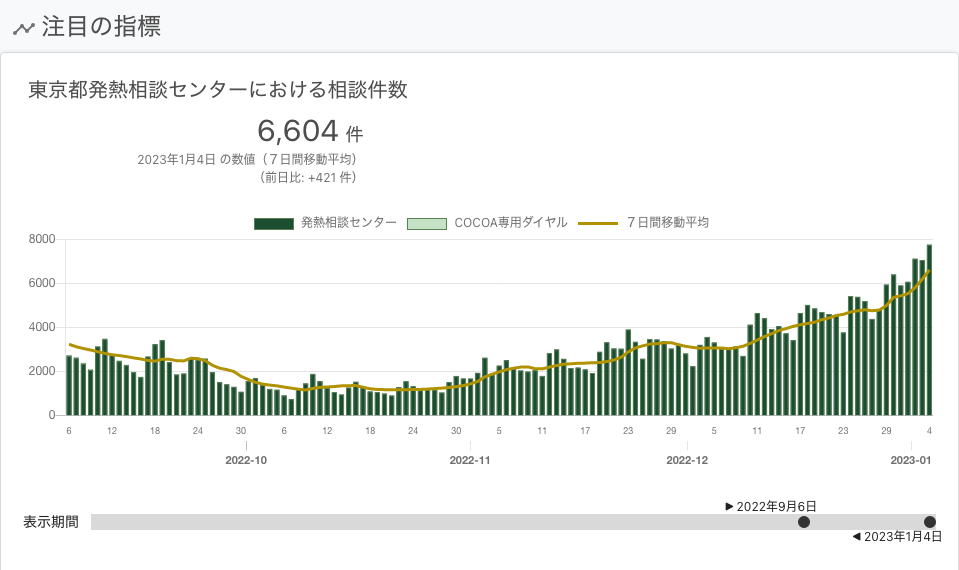 注目の指標
東京都発熱相談センターにおける相談件数
6,604 件
2023年1月4日 の数値（７日間移動平均）
（前日比: +421 件）
発熱相談センター COCOA専用ダイヤル ７日間移動平均
8000
6000
4000
2000
0
6 12 18 24 30 6 12 18 24 30 5 11 17 23 29 5 11 17 23 29 4
2022-10 2022-11 2022-12 2023-01
▶ 2022年9月6日
表示期間
◀ 2023年1月4日